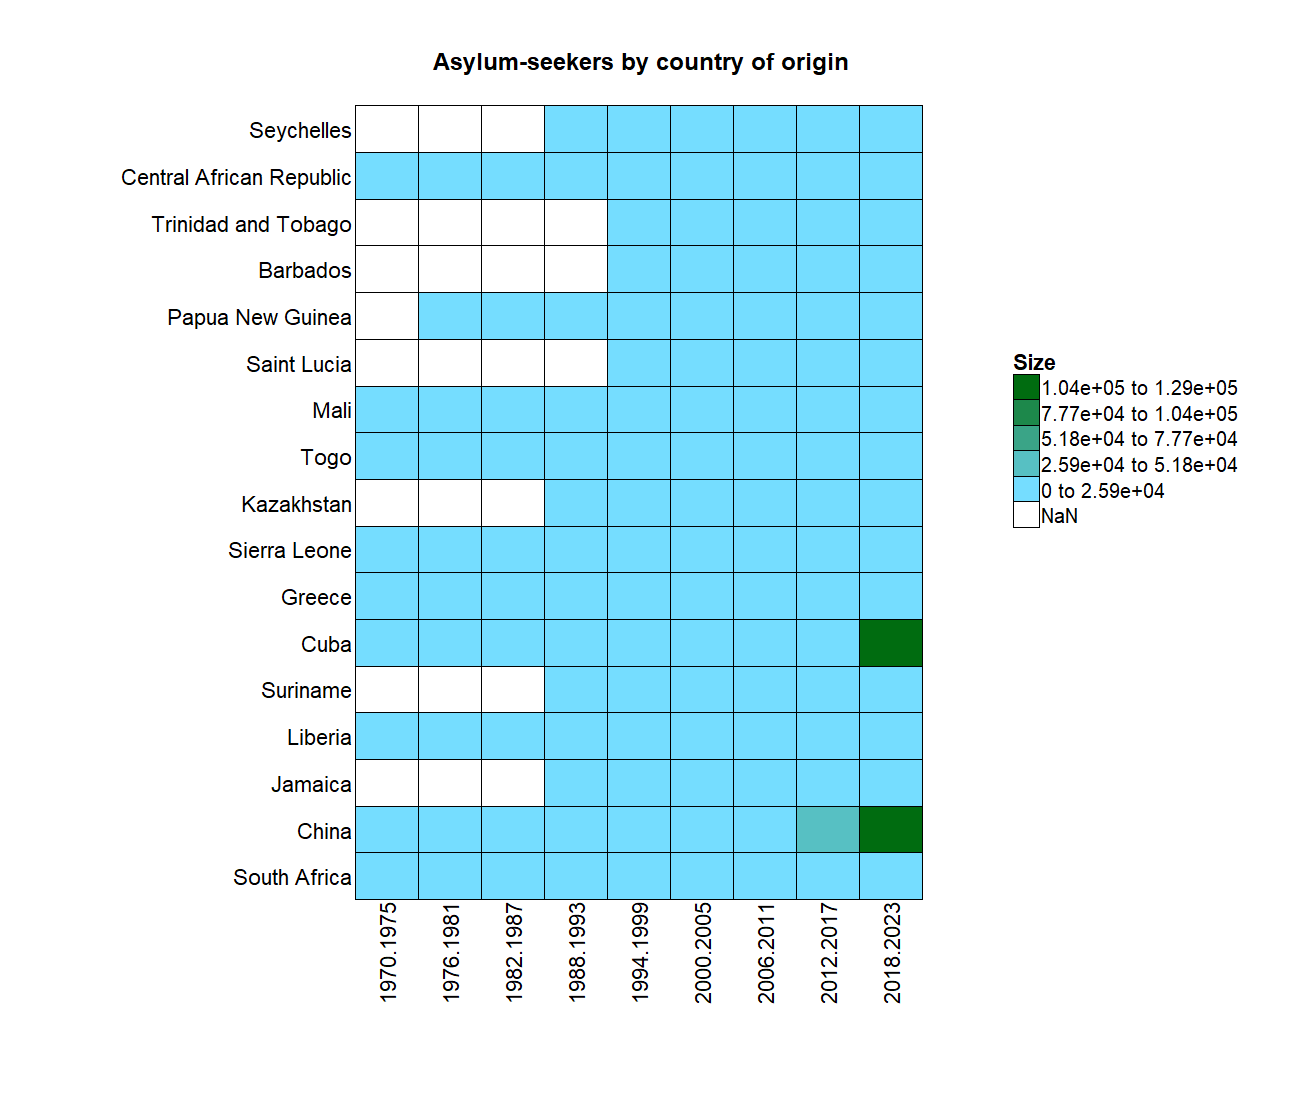 Asylum-seekers by country of origin
Seychelles
Central African Republic
Trinidad and Tobago
Barbados
Papua New Guinea
Saint Lucia
Mali
Togo
Kazakhstan
Sierra Leone
Greece
Cuba
Suriname
Liberia
Jamaica
China
South Africa
1970.1975
1976.1981
1982.1987
1988.1993
1994.1999
2000.2005
2006.2011
2012.2017
2018.2023
Size
1.04e+05 to 1.29e+05
7.77e+04 to 1.04e+05
5.18e+04 to 7.77e+04
2.59e+04 to 5.18e+04
0 to 2.59e+04
NaN